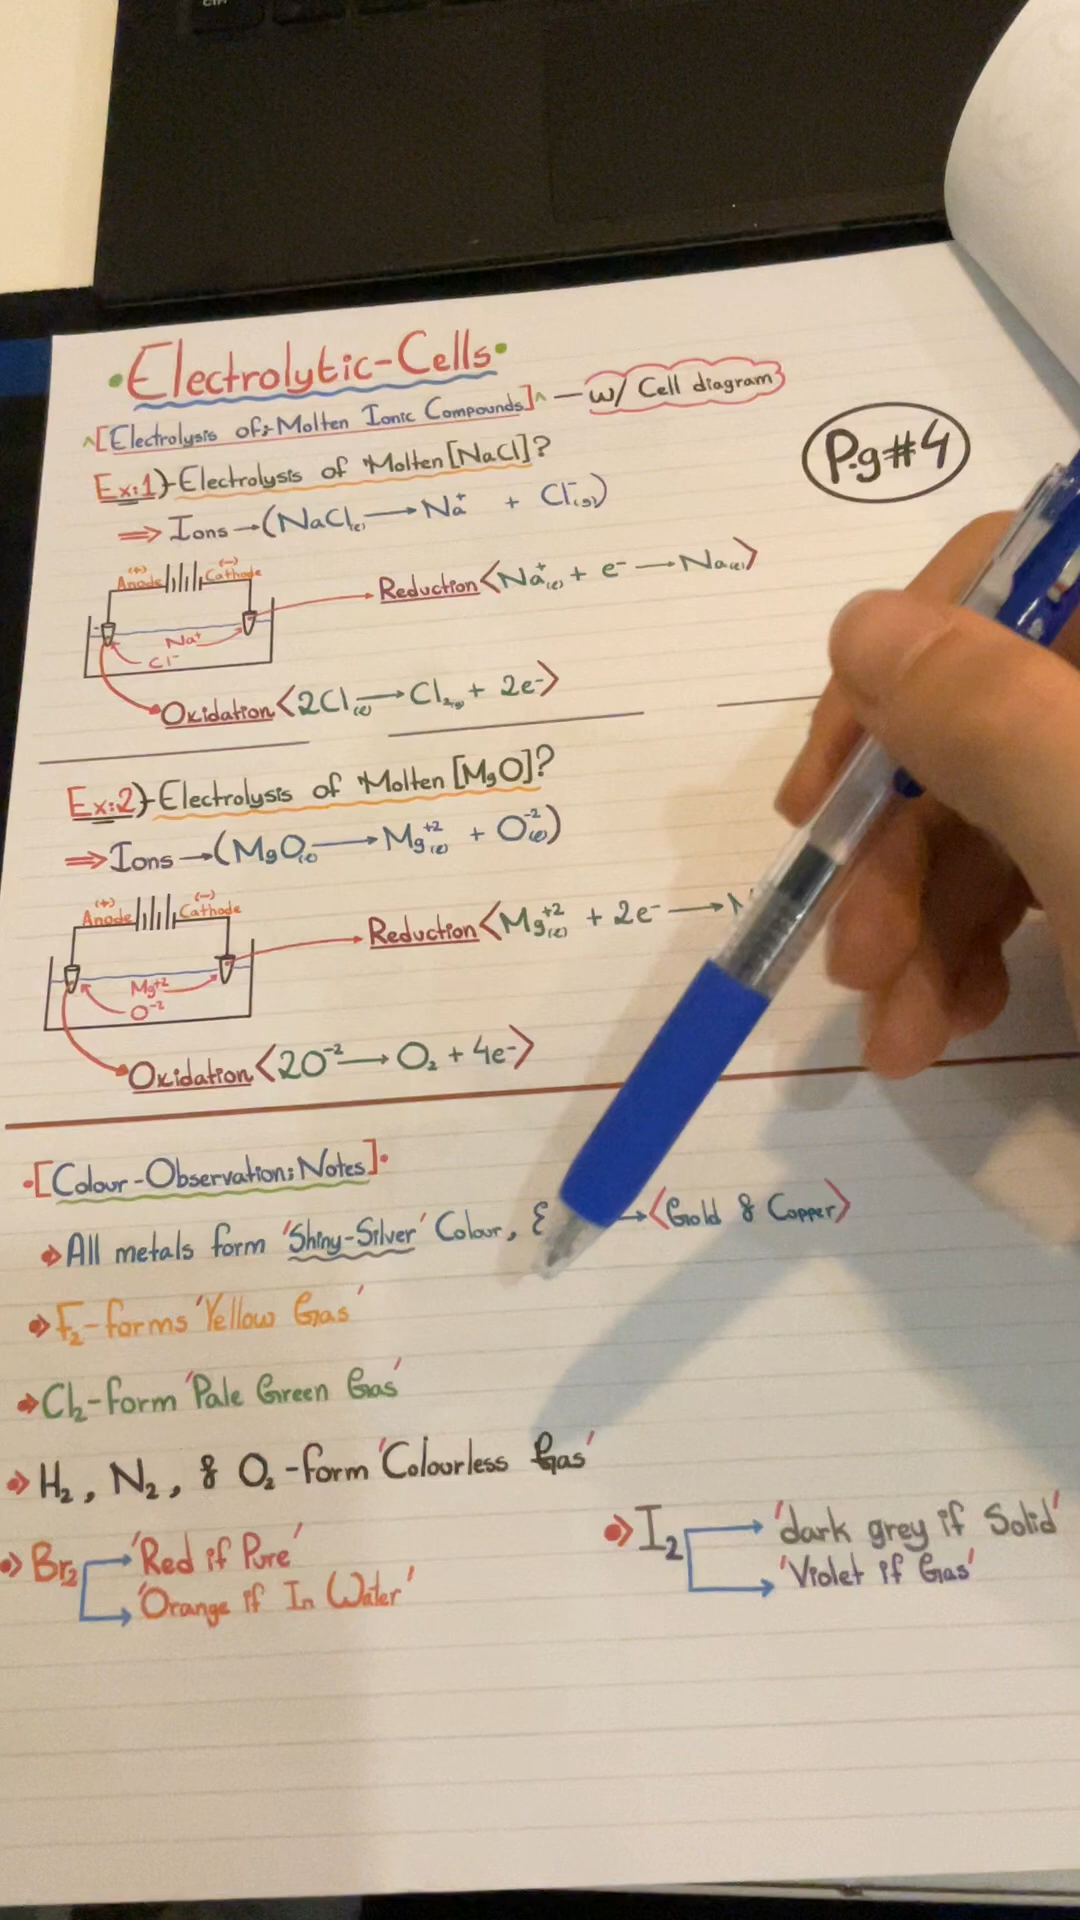 •Electrolytic-Cells•
^[Electrolysis of;-Molten Ionic Compounds]^ — w/ Cell diagram
P.g#4
Ex:1)-Electrolysis of Molten [NaCl]?
⇒ Ions →(NaCl(l) → Na⁺ + Cl⁻(g))
(+) (-)
Anode Cathode
Reduction <Na⁺(l) + e⁻ → Na(l)>
Na⁺
Cl⁻
Oxidation <2Cl(l) → Cl₂(g) + 2e⁻>
Ex:2)-Electrolysis of Molten [MgO]?
⇒ Ions →(MgO(l) → Mg⁺²(l) + O⁻²(l))
(+) (-)
Anode Cathode
Reduction <Mg⁺²(l) + 2e⁻ →
Mg⁺²
O⁻²
Oxidation <2O⁻² → O₂ + 4e⁻>
•[Colour-Observation:Notes]•
All metals form 'Shiny-Silver' Colour, → <Gold & Copper>
F₂-forms 'Yellow Gas'
Cl₂-form 'Pale Green Gas'
H₂, N₂, & O₂-form 'Colourless Gas'
Br₂ → 'Red if Pure'
→ 'Orange if In Water'
I₂ → 'dark grey if Solid'
→ 'Violet if Gas'